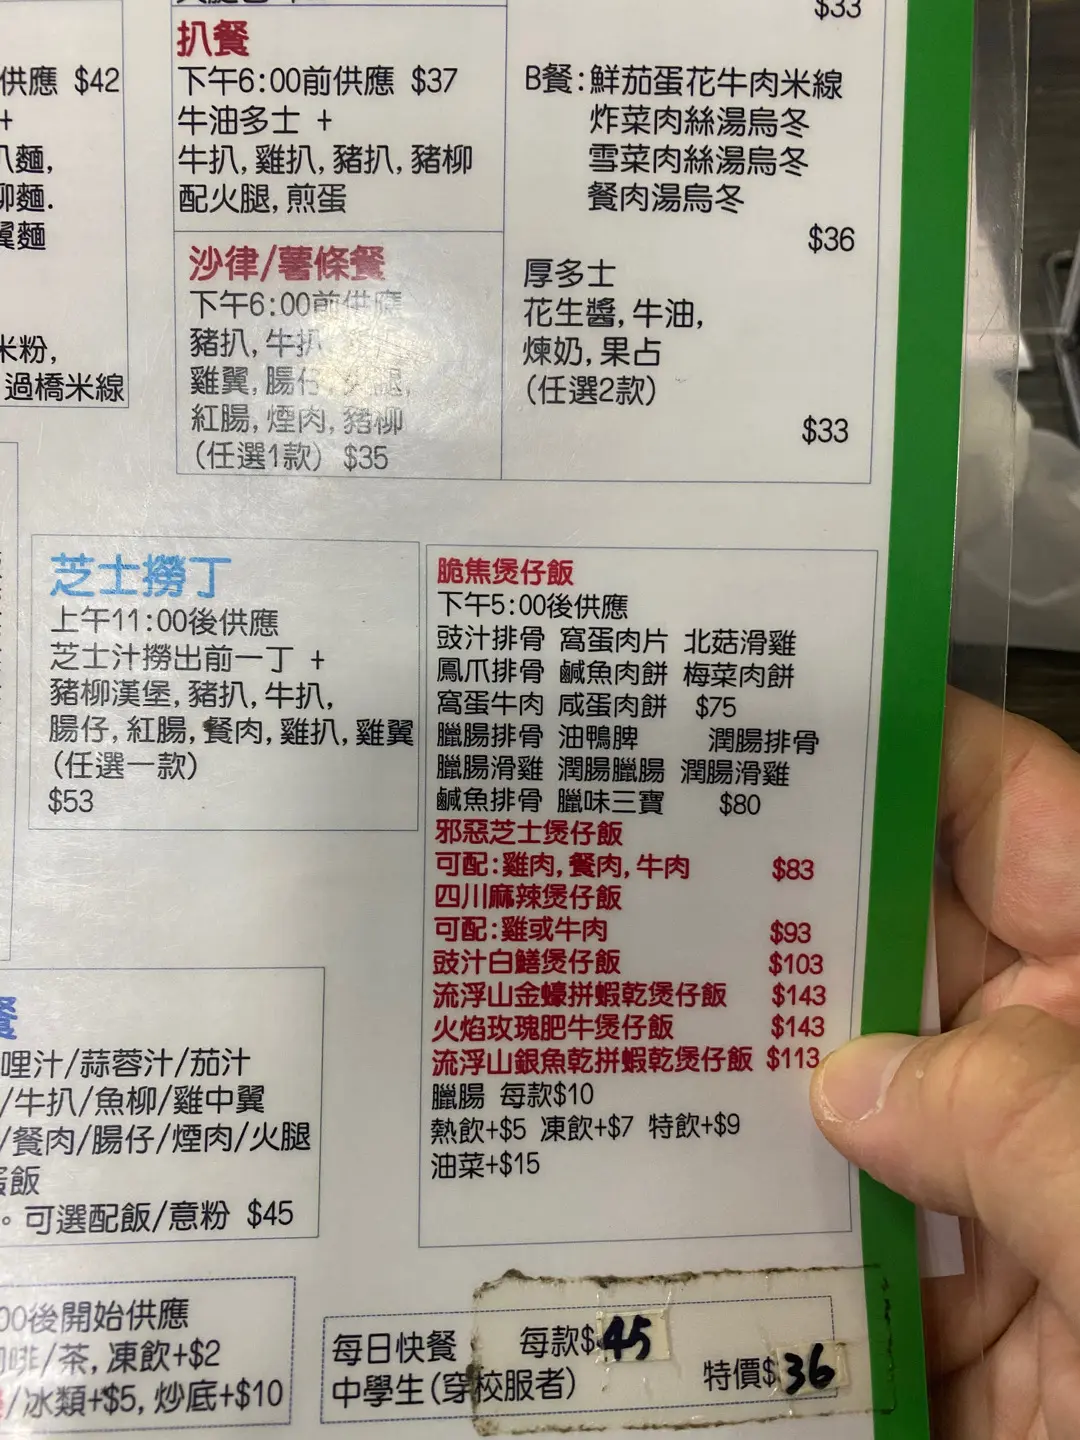 $33
扒餐
下午6:00前供應 $37
牛油多士 +
牛扒, 雞扒, 豬扒, 豬柳
配火腿, 煎蛋
供應 $42
+
麵,
麵.
翼麵
米粉,
過橋米線
沙律/薯條餐
下午6:00前供應
豬扒, 牛扒
雞翼, 腸仔, 火腿,
紅腸, 煙肉, 豬柳
(任選1款) $35
B餐:鮮茄蛋花牛肉米線
炸菜肉絲湯烏冬
雪菜肉絲湯烏冬
餐肉湯烏冬
$36
厚多士
花生醬, 牛油,
煉奶, 果占
(任選2款)
$33
芝士撈丁
上午11:00後供應
芝士汁撈出前一丁 +
豬柳漢堡, 豬扒, 牛扒,
腸仔, 紅腸, 餐肉, 雞扒, 雞翼
(任選一款)
$53
脆焦煲仔飯
下午5:00後供應
豉汁排骨 窩蛋肉片 北菇滑雞
鳳爪排骨 鹹魚肉餅 梅菜肉餅
窩蛋牛肉 咸蛋肉餅 $75
臘腸排骨 油鴨脾 潤腸排骨
臘腸滑雞 潤腸臘腸 潤腸滑雞
鹹魚排骨 臘味三寶 $80
邪惡芝士煲仔飯
可配:雞肉, 餐肉, 牛肉 $83
四川麻辣煲仔飯
可配:雞或牛肉 $93
豉汁白鱔煲仔飯 $103
流浮山金蠔拼蝦乾煲仔飯 $143
火焰玫瑰肥牛煲仔飯 $143
流浮山銀魚乾拼蝦乾煲仔飯 $113
臘腸 每款$10
熱飲+$5 凍飲+$7 特飲+$9
油菜+$15
餐
哩汁/蒜蓉汁/茄汁
/牛扒/魚柳/雞中翼
/餐肉/腸仔/煙肉/火腿
飯
。可選配飯/意粉 $45
00後開始供應
啡/茶, 凍飲+$2
/冰類+$5, 炒底+$10
每日快餐 每款$45
中學生(穿校服者) 特價$36